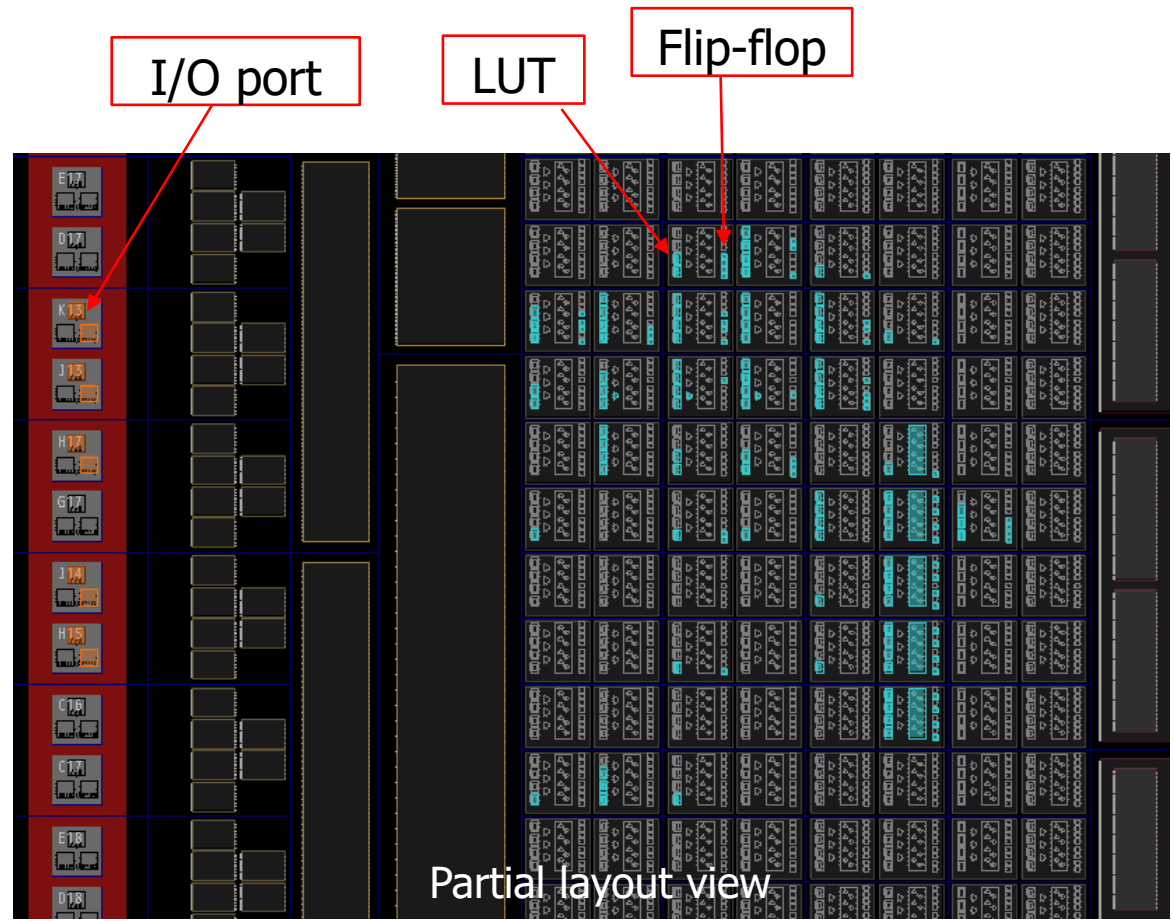 Flip-flop
I/O port
LUT
E17
D17
K13
J13
H17
G17
J14
H15
C16
C17
E18
D18
Partial layout view